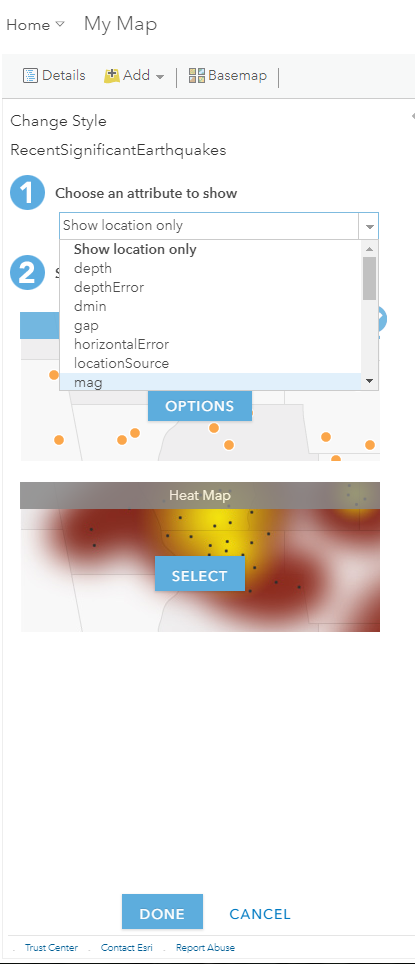 Home My Map
Details Add Basemap
Change Style
RecentSignificantEarthquakes
1 Choose an attribute to show
Show location only
Show location only
depth
2
depthError
dmin
gap
horizontalError
locationSource
mag
OPTIONS
Heat Map
SELECT
DONE CANCEL
Trust Center . Contact Esri . Report Abuse